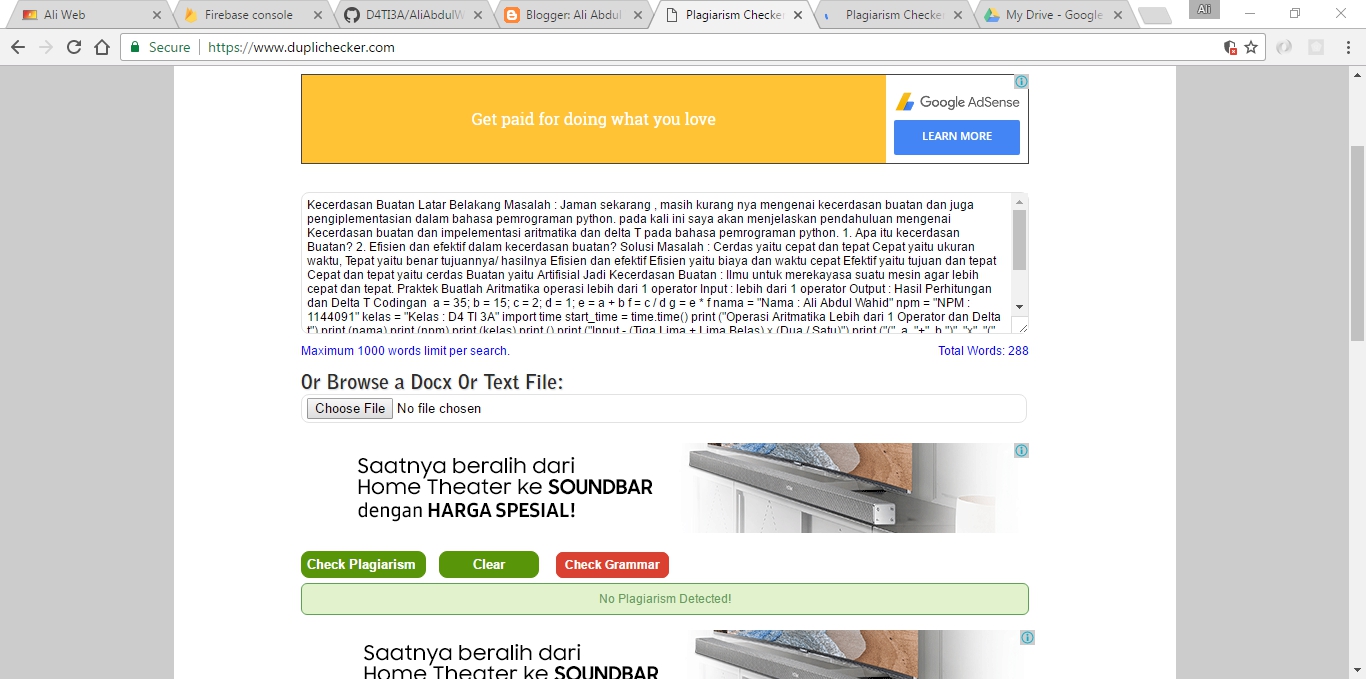 Ali Web
Firebase console
D4TI3A/AliAbdulW
Blogger: Ali Abdul
Plagiarism Checker
Plagiarism Checker
My Drive - Google
Ali
Secure
https://www.duplichecker.com
Get paid for doing what you love
Google AdSense
LEARN MORE
Kecerdasan Buatan Latar Belakang Masalah : Jaman sekarang , masih kurang nya mengenai kecerdasan buatan dan juga
pengiplementasian dalam bahasa pemrograman python. pada kali ini saya akan menjelaskan pendahuluan mengenai
Kecerdasan buatan dan impelementasi aritmatika dan delta T pada bahasa pemrograman python. 1. Apa itu kecerdasan
Buatan? 2. Efisien dan efektif dalam kecerdasan buatan? Solusi Masalah : Cerdas yaitu cepat dan tepat Cepat yaitu ukuran
waktu, Tepat yaitu benar tujuannya/ hasilnya Efisien dan efektif Efisien yaitu biaya dan waktu cepat Efektif yaitu tujuan dan tepat
Cepat dan tepat yaitu cerdas Buatan yaitu Artifisial Jadi Kecerdasan Buatan : Ilmu untuk merekayasa suatu mesin agar lebih
cepat dan tepat. Praktek Buatlah Aritmatika operasi lebih dari 1 operator Input : lebih dari 1 operator Output : Hasil Perhitungan
dan Delta T Codingan a = 35; b = 15; c = 2; d = 1; e = a + b f = c / d g = e * f nama = "Nama : Ali Abdul Wahid" npm = "NPM :
1144091" kelas = "Kelas : D4 TI 3A" import time start_time = time.time() print ("Operasi Aritmatika Lebih dari 1 Operator dan Delta
t") print (nama) print (npm) print (kelas) print () print ("Input - (Tiga Lima + Lima Belas) x (Dua / Satu)") print ("(", a, "+", b,")", "x", "("
Maximum 1000 words limit per search.
Total Words: 288
Or Browse a Docx Or Text File:
Choose File No file chosen
Saatnya beralih dari
Home Theater ke SOUNDBAR
dengan HARGA SPESIAL!
Check Plagiarism
Clear
Check Grammar
No Plagiarism Detected!
Saatnya beralih dari
Home Theater ke SOUNDBAR